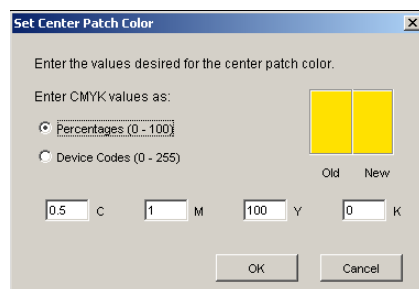 Set Center Patch Color
Enter the values desired for the center patch color.
Enter CMYK values as:
Percentages (0 - 100)
Device Codes (0 - 255)
Old New
0.5 C 1 M 100 Y 0 K
OK Cancel